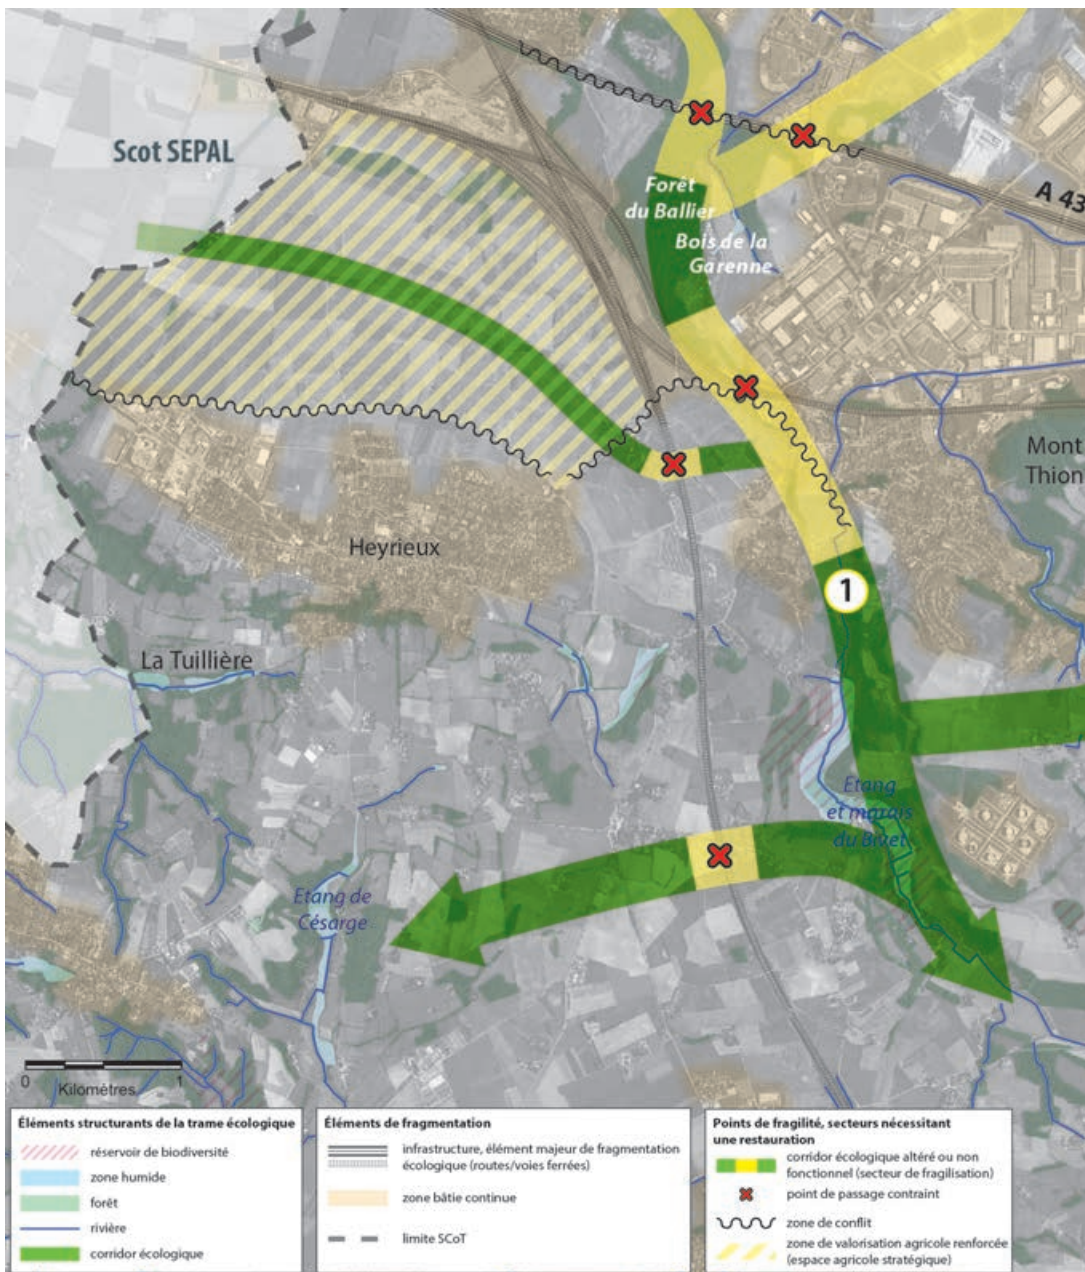 Scot SEPAL
A 43
Forêt
du Ballier
Bois de la
Garenne
Mont
Thion
Heyrieux
1
La Tuillière
Etang
et marais
du Bivet
Etang de
Césarge
0
Kilomètres
1
Éléments structurants de la trame écologique
réservoir de biodiversité
zone humide
forêt
rivière
corridor écologique
Éléments de fragmentation
infrastructure, élément majeur de fragmentation
écologique (routes/voies ferrées)
zone bâtie continue
limite SCoT
Points de fragilité, secteurs nécessitant
une restauration
corridor écologique altéré ou non
fonctionnel (secteur de fragilisation)
point de passage contraint
zone de conflit
zone de valorisation agricole renforcée
(espace agricole stratégique)